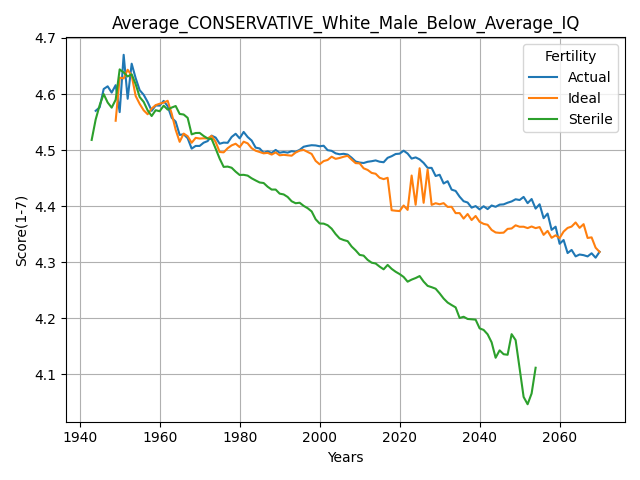 Average_CONSERVATIVE_White_Male_Below_Average_IQ
Fertility
Actual
Ideal
Sterile
Score(1-7)
4.7
4.6
4.5
4.4
4.3
4.2
4.1
1940 1960 1980 2000 2020 2040 2060
Years